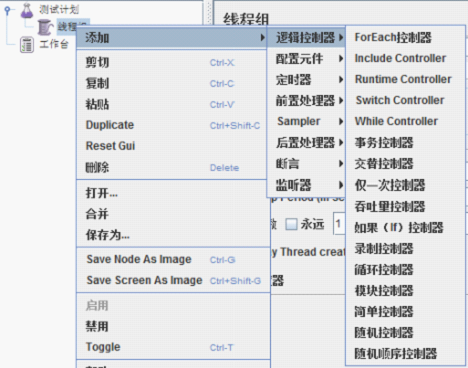 测试计划
线程组
工作台
线程组
添加
剪切 Ctrl-X
复制 Ctrl-C
粘贴 Ctrl-V
Duplicate Ctrl+Shift-C
Reset Gui
删除 Delete
打开...
合并
保存为...
Save Node As Image Ctrl-G
Save Screen As Image Ctrl+Shift-G
启用
禁用
Toggle Ctrl-T
逻辑控制器
配置元件
定时器
前置处理器
Sampler
后置处理器
断言
监听器
Period (in
永远 1
Thread
ForEach控制器
Include Controller
Runtime Controller
Switch Controller
While Controller
事务控制器
交替控制器
仅一次控制器
吞吐量控制器
如果（If）控制器
录制控制器
循环控制器
模块控制器
简单控制器
随机控制器
随机顺序控制器